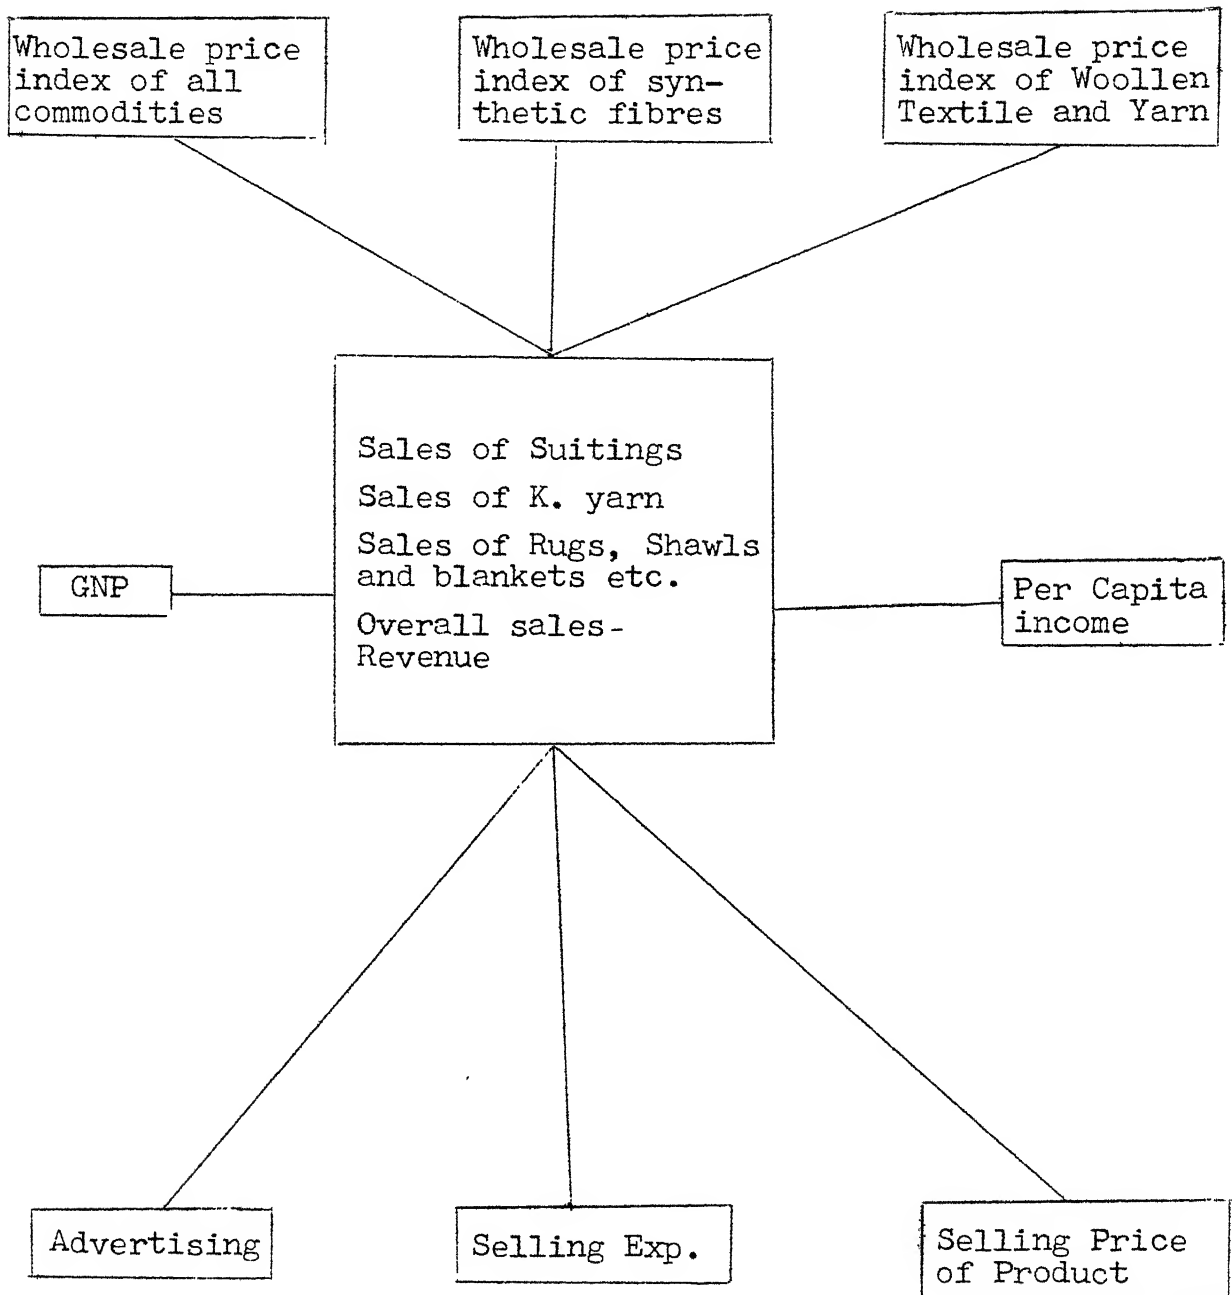 Wholesale price
index of all
commodities
Wholesale price
index of syn-
thetic fibres
Wholesale price
index of Woollen
Textile and Yarn
Sales of Suitings
Sales of K. yarn
Sales of Rugs, Shawls
and blankets etc.
Overall sales-
Revenue
GNP
Per Capita
income
Advertising
Selling Exp.
Selling Price
of Product